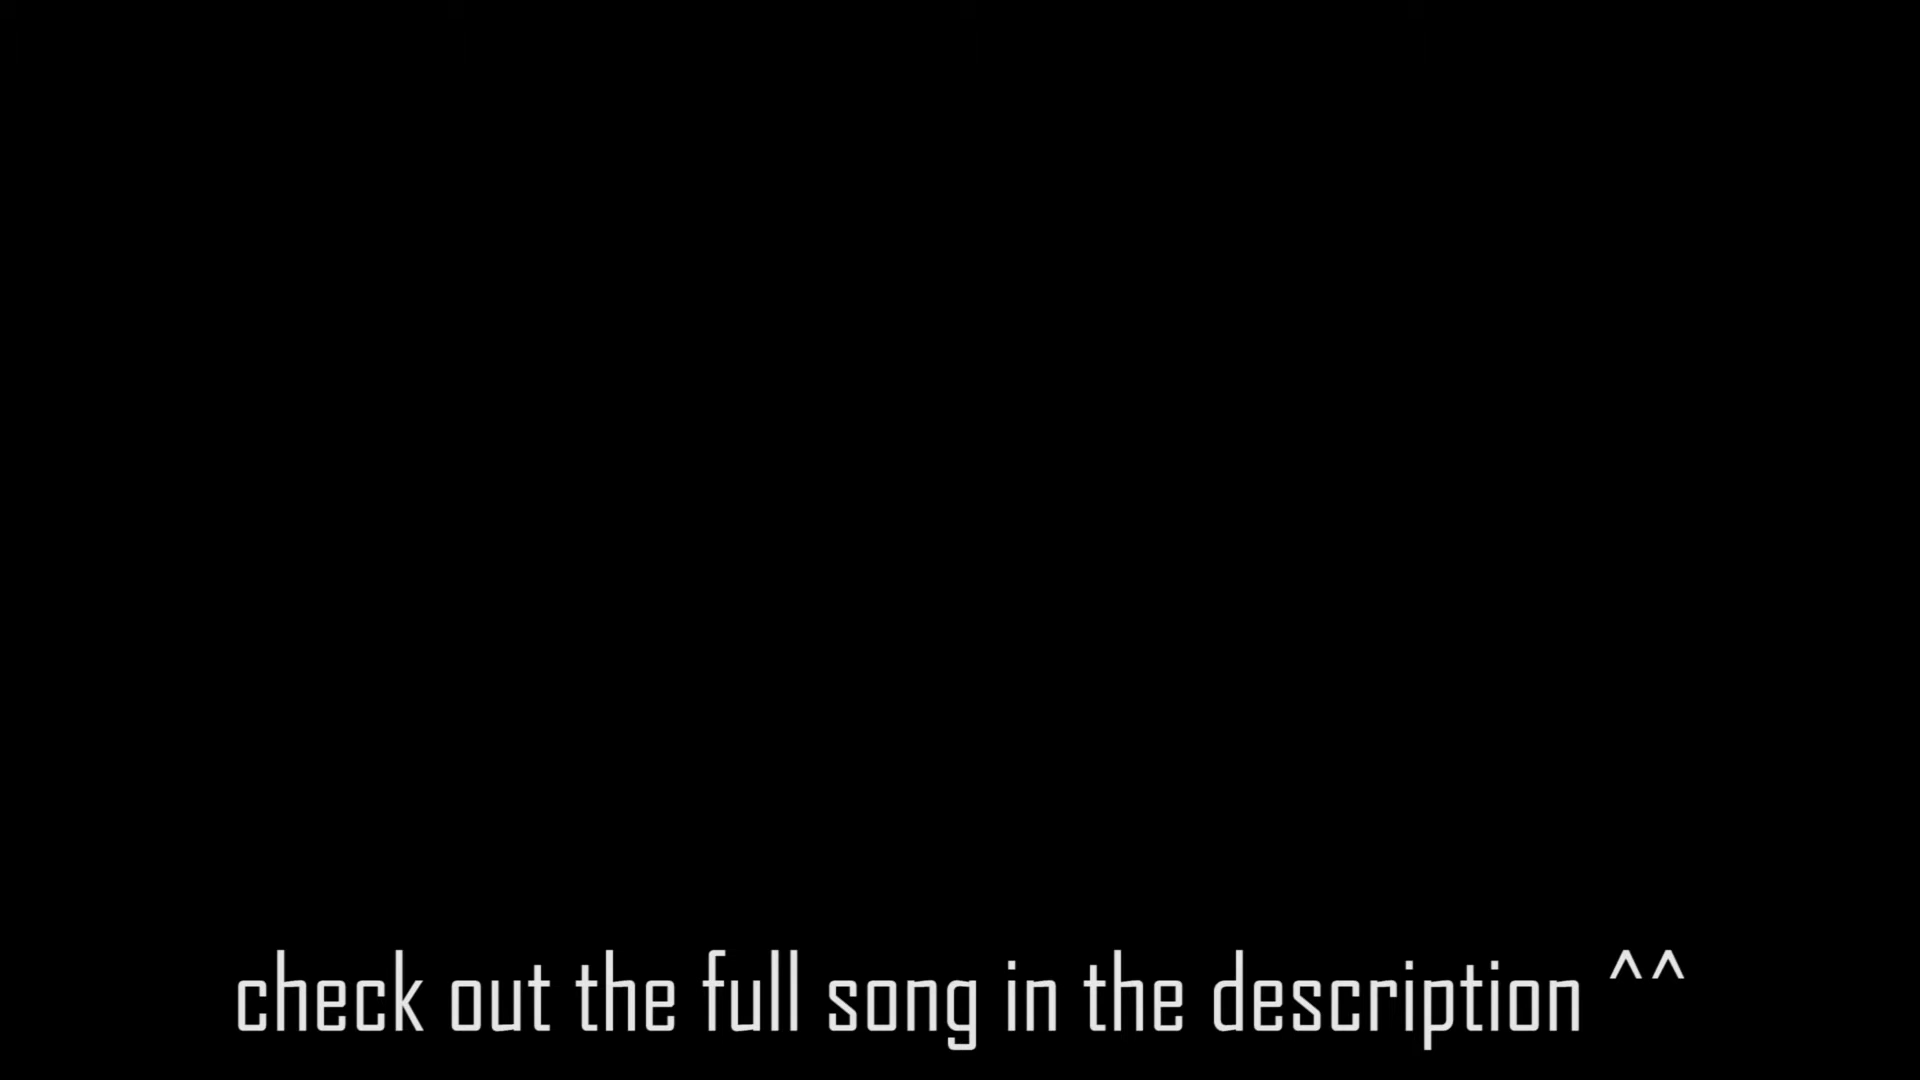 check out the full song in the description ^^